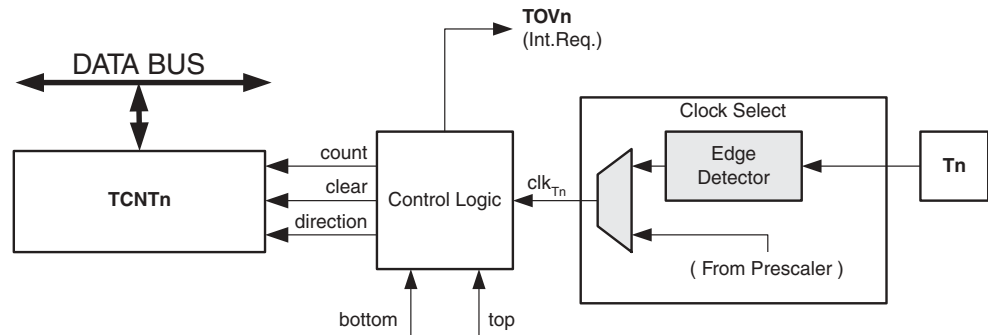 TOVn
(Int.Req.)
DATA BUS
Clock Select
count
Edge
Detector
Tn
TCNTn
clear
Control Logic
clkTn
direction
( From Prescaler )
bottom
top